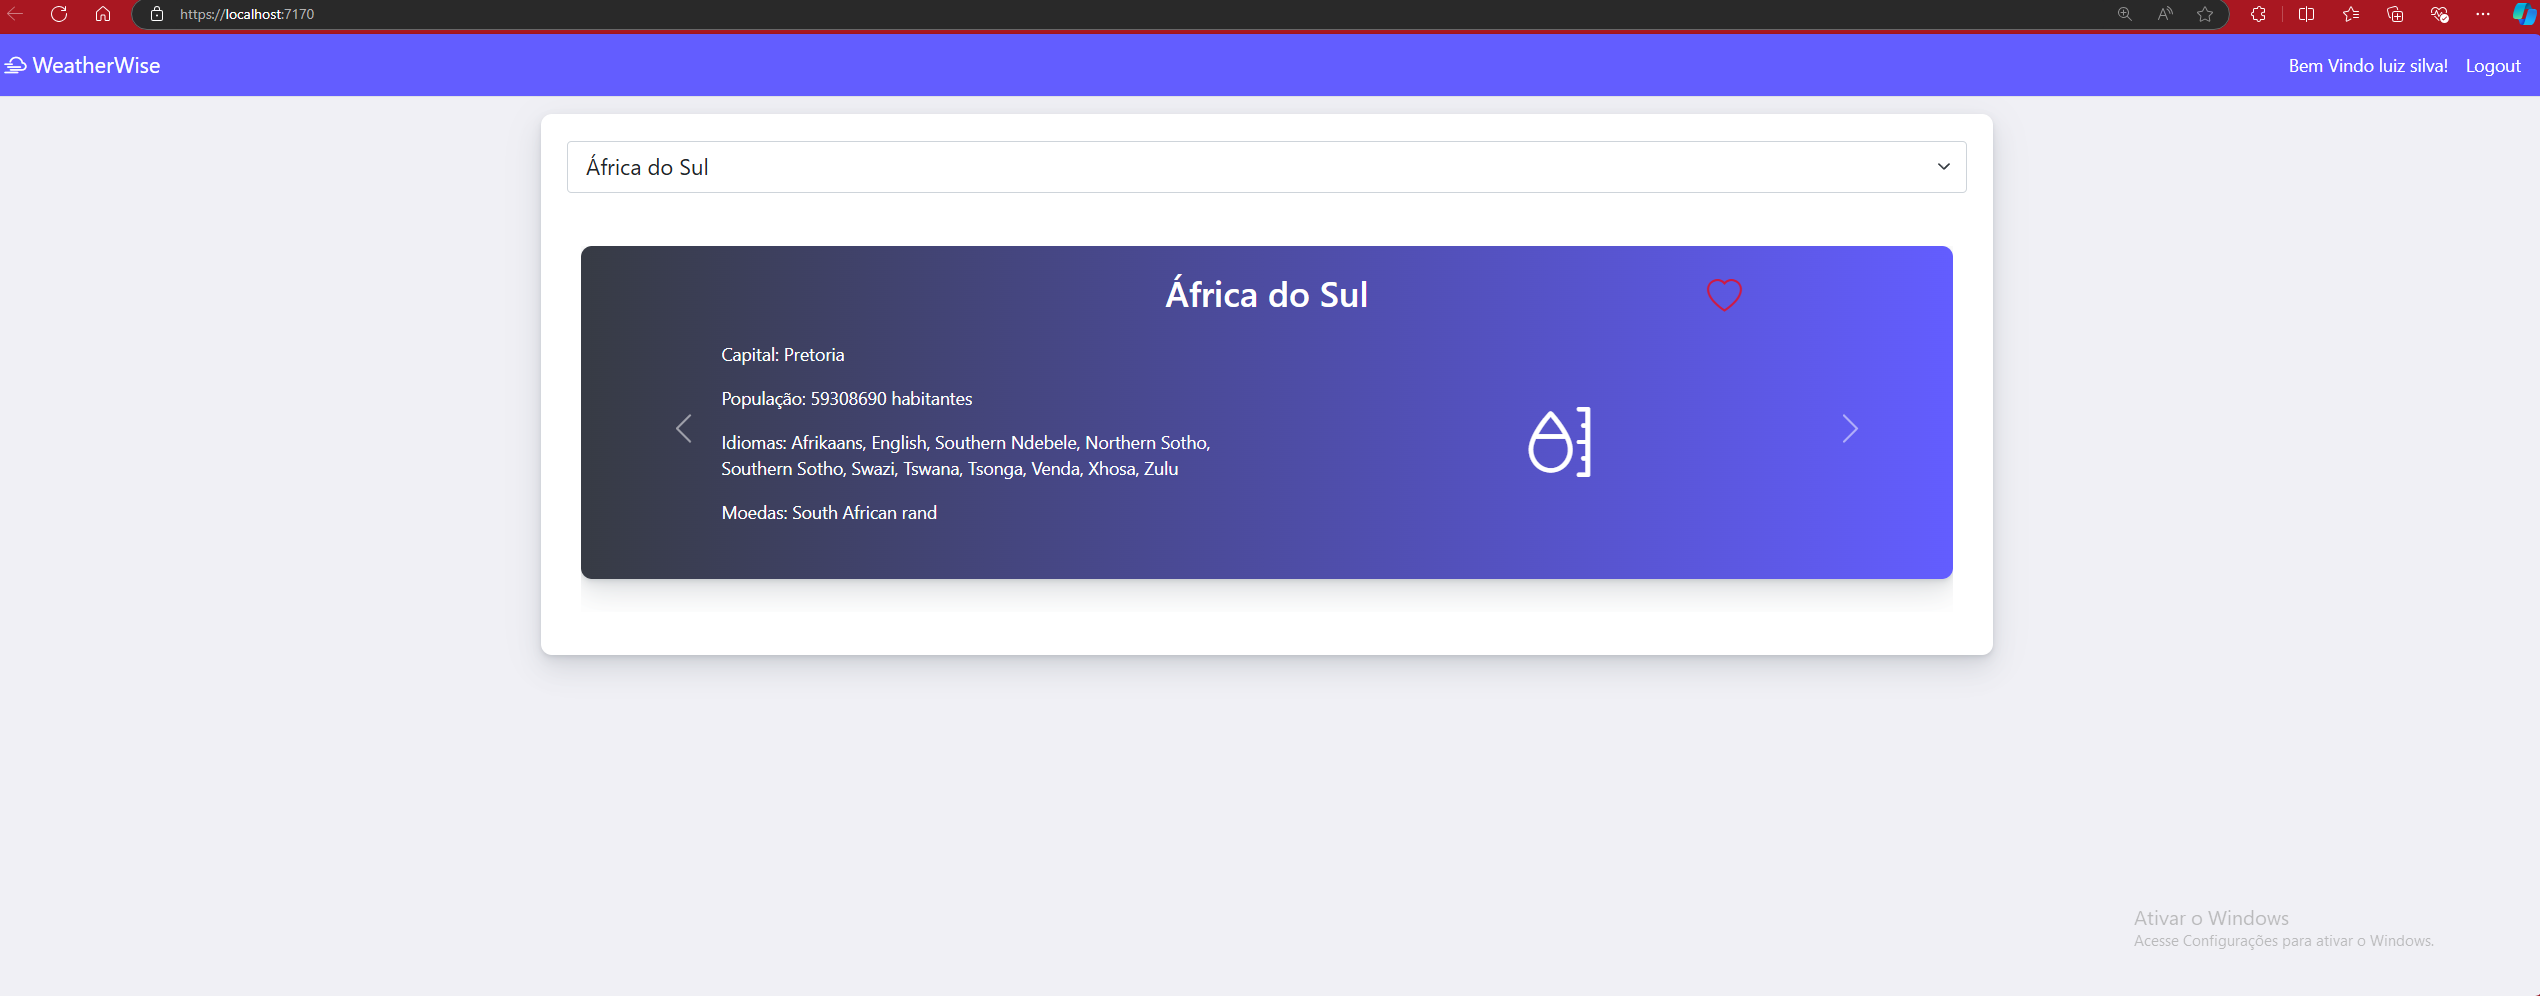 https://localhost:7170
WeatherWise
Bem Vindo luiz silva!
Logout
África do Sul
África do Sul
Capital: Pretoria
População: 59308690 habitantes
Idiomas: Afrikaans, English, Southern Ndebele, Northern Sotho,
Southern Sotho, Swazi, Tswana, Tsonga, Venda, Xhosa, Zulu
Moedas: South African rand
Ativar o Windows
Acesse Configurações para ativar o Windows.